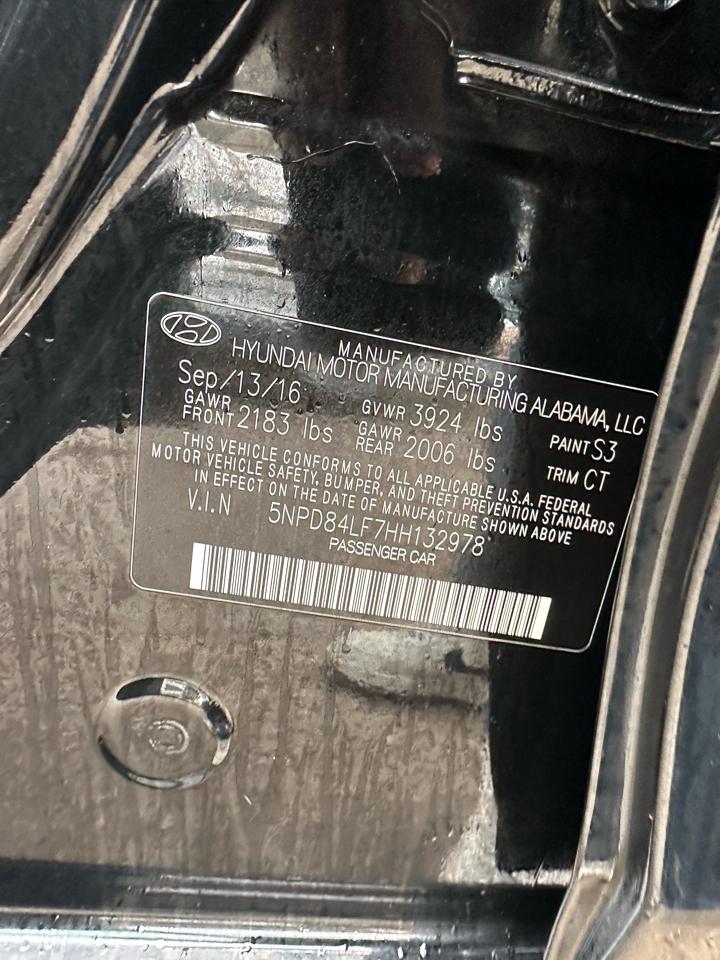 MANUFACTURED BY
HYUNDAI MOTOR MANUFACTURING ALABAMA, LLC
Sep/13/16 GVWR 3924 lbs PAINT S3
GAWR FRONT 2183 lbs GAWR REAR 2006 lbs TRIM CT
THIS VEHICLE CONFORMS TO ALL APPLICABLE U.S.A. FEDERAL
MOTOR VEHICLE SAFETY, BUMPER, AND THEFT PREVENTION STANDARDS
IN EFFECT ON THE DATE OF MANUFACTURE SHOWN ABOVE
V.I.N 5NPD84LF7HH132978
PASSENGER CAR